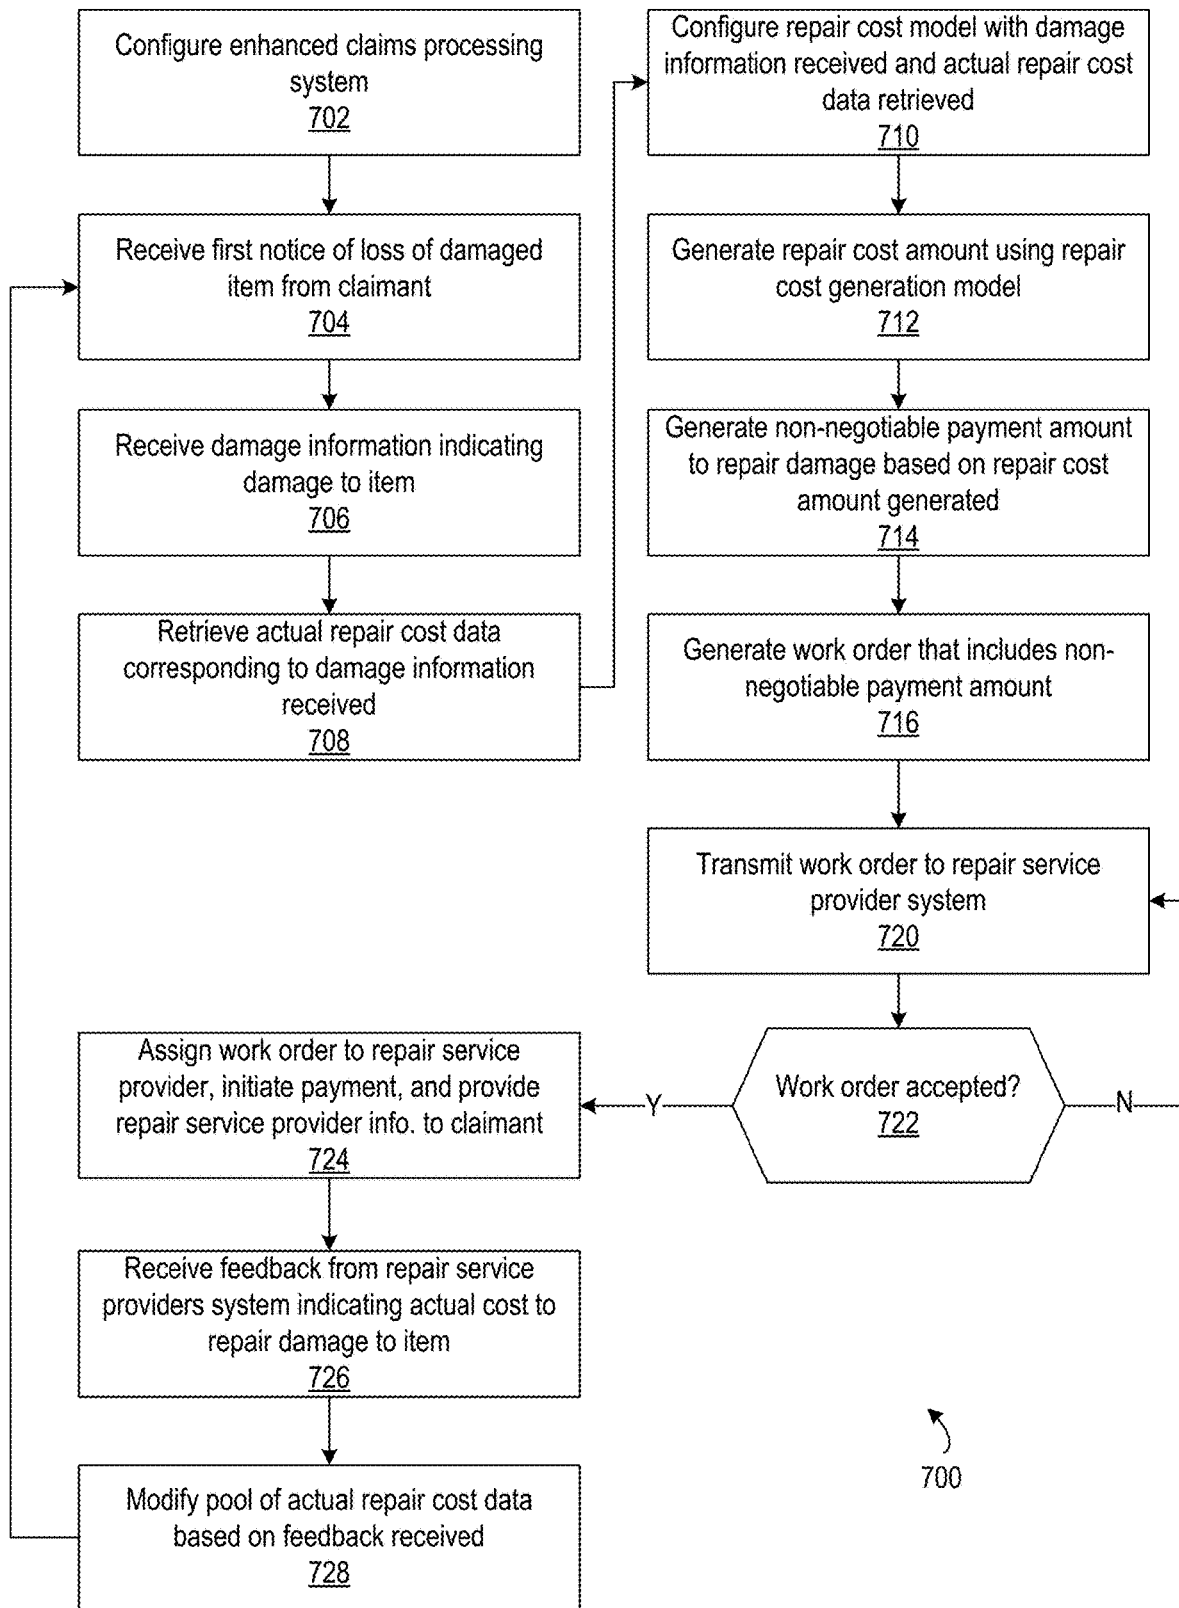 Configure enhanced claims processing
system
702
Receive first notice of loss of damaged
item from claimant
704
Receive damage information indicating
damage to item
706
Retrieve actual repair cost data
corresponding to damage information
received
708
Configure repair cost model with damage
information received and actual repair cost
data retrieved
710
Generate repair cost amount using repair
cost generation model
712
Generate non-negotiable payment amount
to repair damage based on repair cost
amount generated
714
Generate work order that includes non-
negotiable payment amount
716
Transmit work order to repair service
provider system
720
Work order accepted?
722
Y
N
Assign work order to repair service
provider, initiate payment, and provide
repair service provider info. to claimant
724
Receive feedback from repair service
providers system indicating actual cost to
repair damage to item
726
Modify pool of actual repair cost data
based on feedback received
728
700